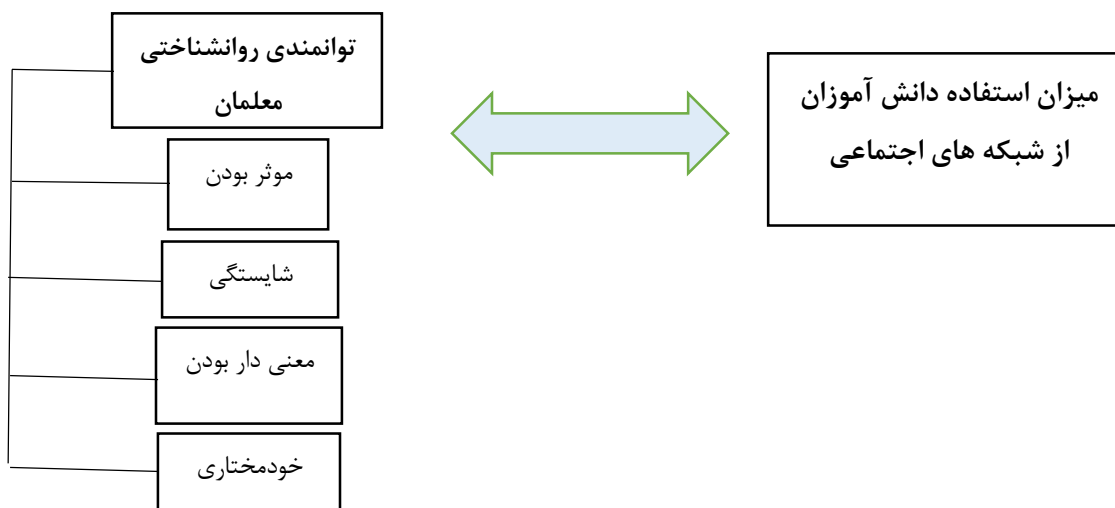 توانمندی روانشناختی
معلمان
میزان استفاده دانش آموزان
از شبکه های اجتماعی
موثر بودن
شایستگی
معنی دار بودن
خودمختاری